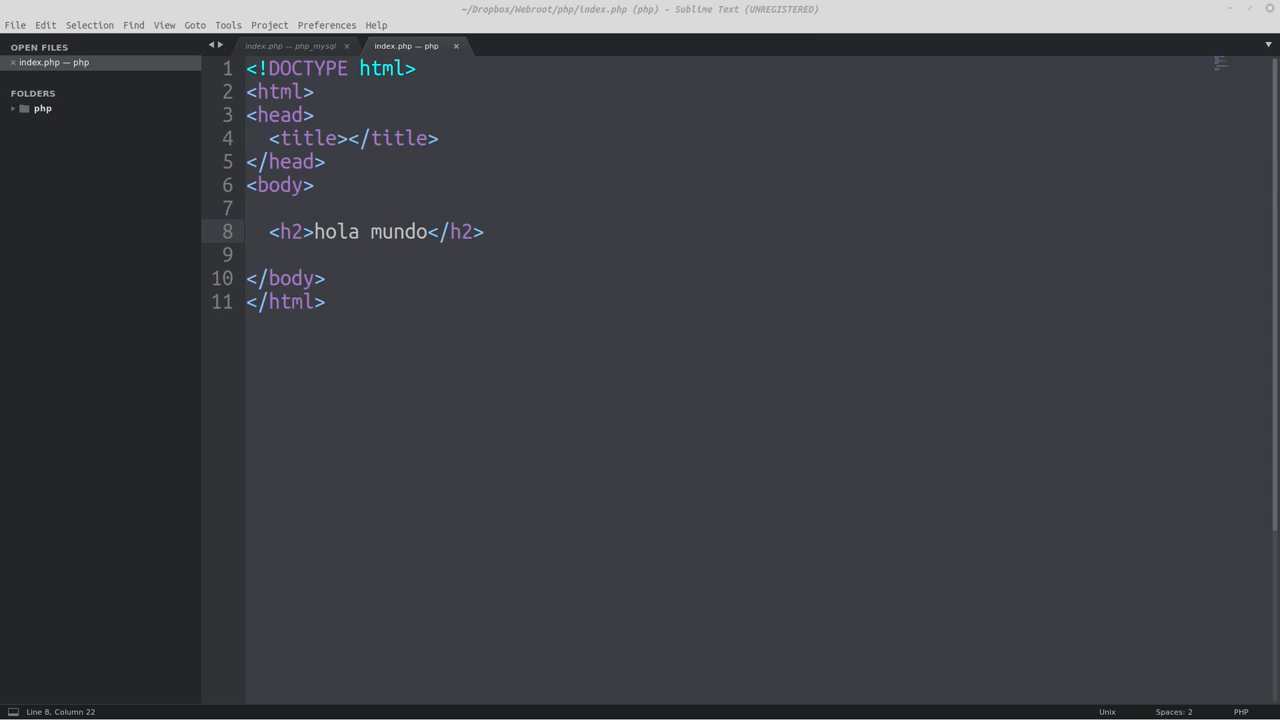 ~/Dropbox/Webroot/php/index.php (php) - Sublime Text (UNREGISTERED)
File Edit Selection Find View Goto Tools Project Preferences Help
OPEN FILES
index.php — php
FOLDERS
php
index.php — php_mysql
index.php — php
1 <!DOCTYPE html>
2 <html>
3 <head>
4   <title></title>
5 </head>
6 <body>
7
8   <h2>hola mundo</h2>
9
10 </body>
11 </html>
Line 8, Column 22
Unix
Spaces: 2
PHP